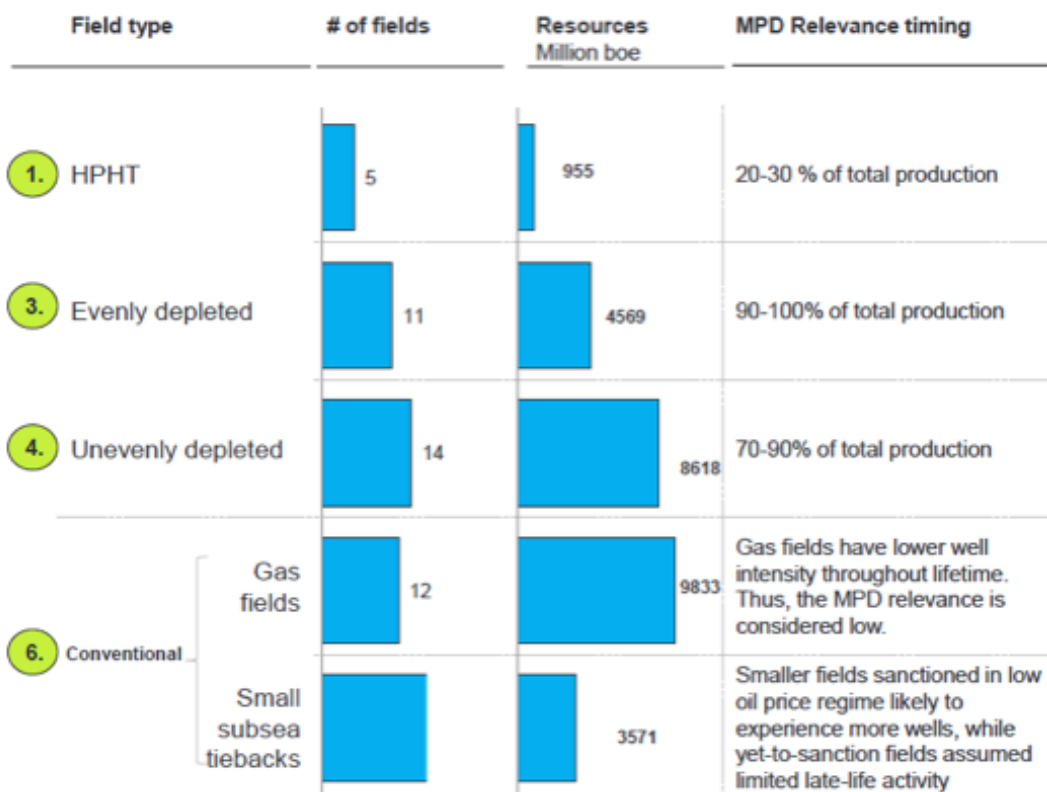 Field type
# of fields
Resources
Million boe
MPD Relevance timing
1.
HPHT
5
955
20-30 % of total production
3.
Evenly depleted
11
4569
90-100% of total production
4.
Unevenly depleted
14
8618
70-90% of total production
6.
Conventional
Gas
fields
12
9833
Gas fields have lower well
intensity throughout lifetime.
Thus, the MPD relevance is
considered low.
Small
subsea
tiebacks
3571
Smaller fields sanctioned in low
oil price regime likely to
experience more wells, while
yet-to-sanction fields assumed
limited late-life activity